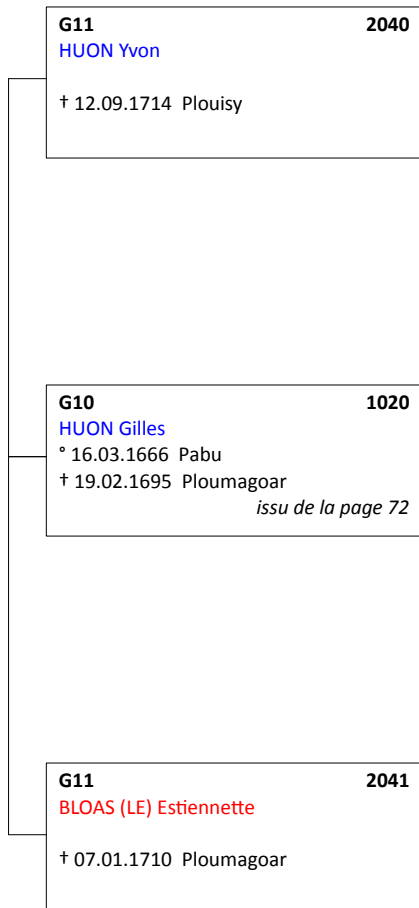 G11 2040
HUON Yvon
† 12.09.1714 Plouisy
G10 1020
HUON Gilles
° 16.03.1666 Pabu
† 19.02.1695 Ploumagoar
issu de la page 72
G11 2041
BLOAS (LE) Estiennette
† 07.01.1710 Ploumagoar